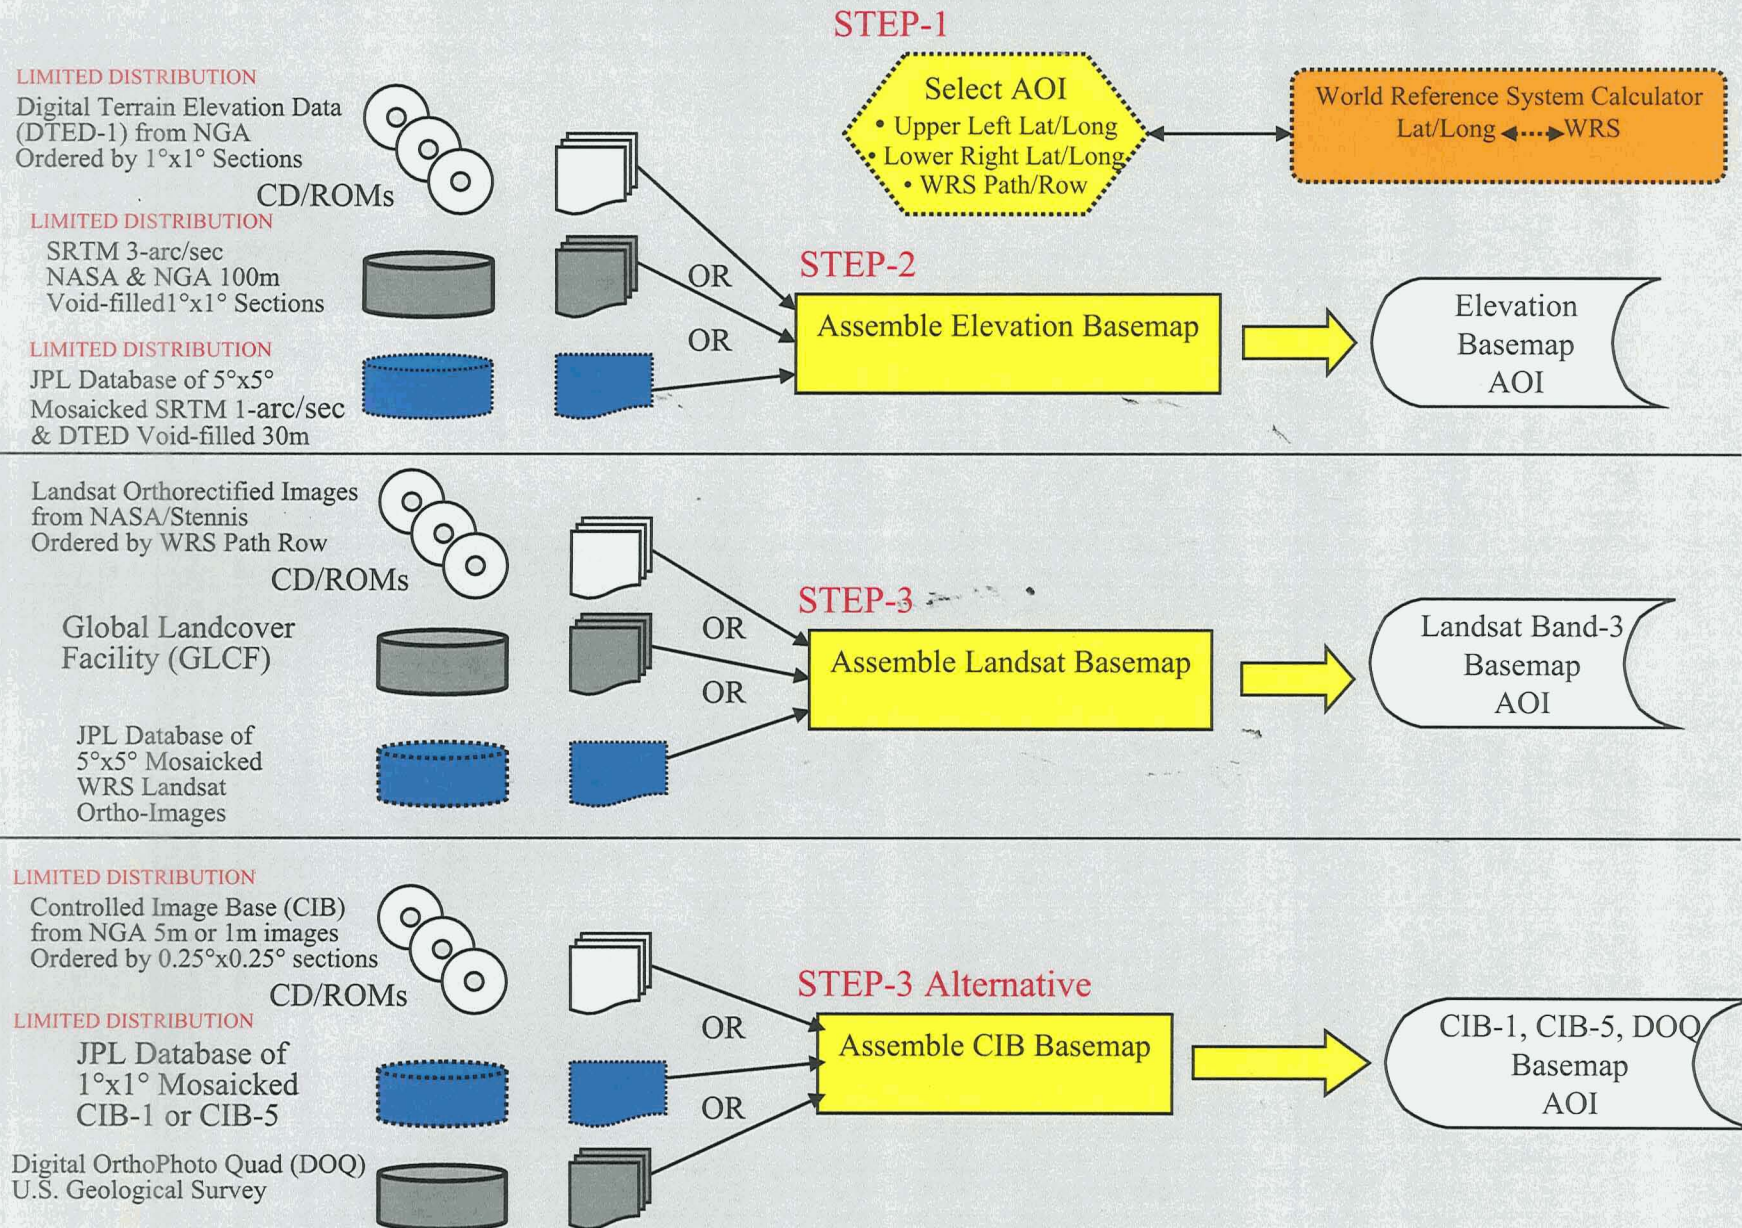 STEP-1
LIMITED DISTRIBUTION
Digital Terrain Elevation Data
(DTED-1) from NGA
Ordered by 1°x1° Sections
CD/ROMs
Select AOI
• Upper Left Lat/Long
• Lower Right Lat/Long
• WRS Path/Row
World Reference System Calculator
Lat/Long WRS
LIMITED DISTRIBUTION
SRTM 3-arc/sec
NASA & NGA 100m
Void-filled1°x1° Sections
OR
OR
LIMITED DISTRIBUTION
JPL Database of 5°x5°
Mosaicked SRTM 1-arc/sec
& DTED Void-filled 30m
STEP-2
Assemble Elevation Basemap
Elevation
Basemap
AOI
Landsat Orthorectified Images
from NASA/Stennis
Ordered by WRS Path Row
CD/ROMs
Global Landcover
Facility (GLCF)
OR
OR
JPL Database of
5°x5° Mosaicked
WRS Landsat
Ortho-Images
STEP-3
Assemble Landsat Basemap
Landsat Band-3
Basemap
AOI
LIMITED DISTRIBUTION
Controlled Image Base (CIB)
from NGA 5m or 1m images
Ordered by 0.25°x0.25° sections
CD/ROMs
LIMITED DISTRIBUTION
JPL Database of
1°x1° Mosaicked
CIB-1 or CIB-5
OR
OR
Digital OrthoPhoto Quad (DOQ)
U.S. Geological Survey
STEP-3 Alternative
Assemble CIB Basemap
CIB-1, CIB-5, DOQ
Basemap
AOI